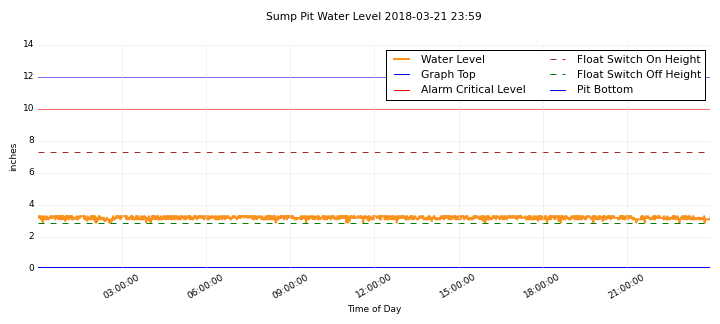 Sump Pit Water Level 2018-03-21 23:59
14
12
10
8
6
4
2
0
inches
Water Level
Graph Top
Alarm Critical Level
Float Switch On Height
Float Switch Off Height
Pit Bottom
03:00:00
06:00:00
09:00:00
12:00:00
15:00:00
18:00:00
21:00:00
Time of Day